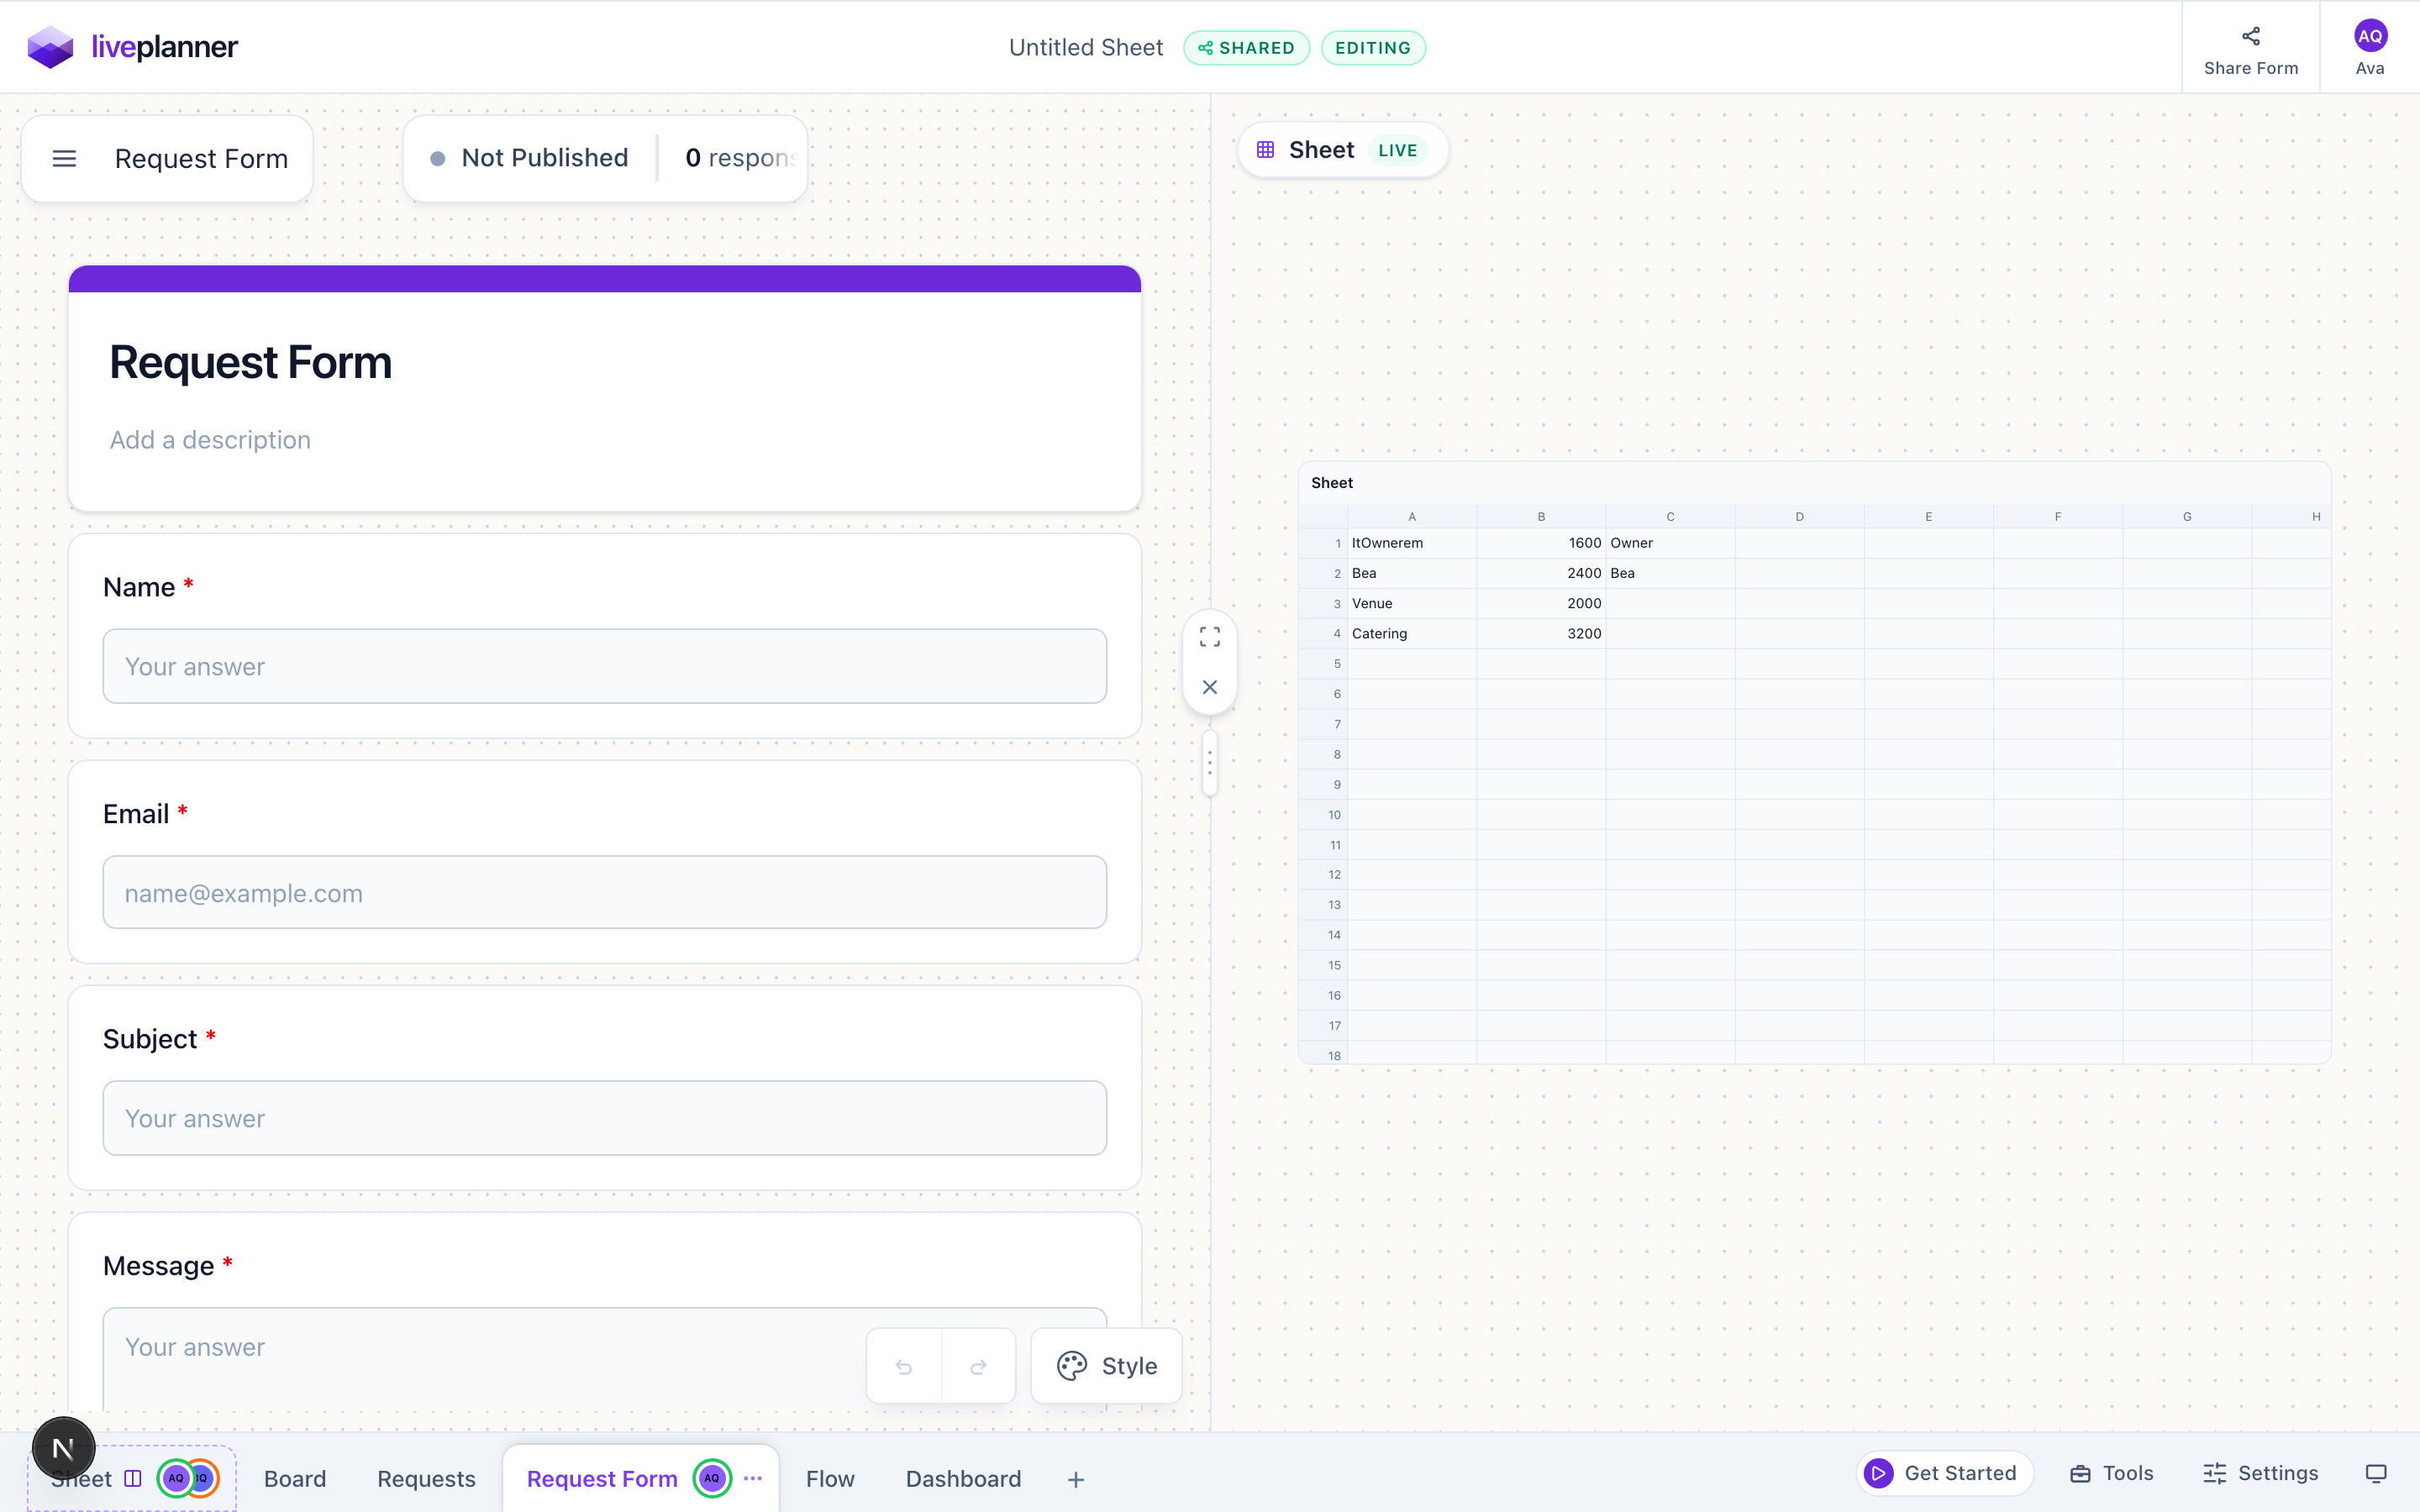 liveplanner
Untitled Sheet
SHARED
EDITING
Share Form
AQ
Ava
Request Form
Not Published
0 respons
Sheet
LIVE
Request Form
Add a description
Name *
Your answer
Email *
name@example.com
Subject *
Your answer
Message *
Your answer
Style
Sheet
A B C D E F G H
1 ItOwnerem 1600 Owner
2 Bea 2400 Bea
3 Venue 2000
4 Catering 3200
5
6
7
8
9
10
11
12
13
14
15
16
17
18
N
Sheet AQ BQ
Board
Requests
Request Form AQ
Flow
Dashboard
+
Get Started
Tools
Settings